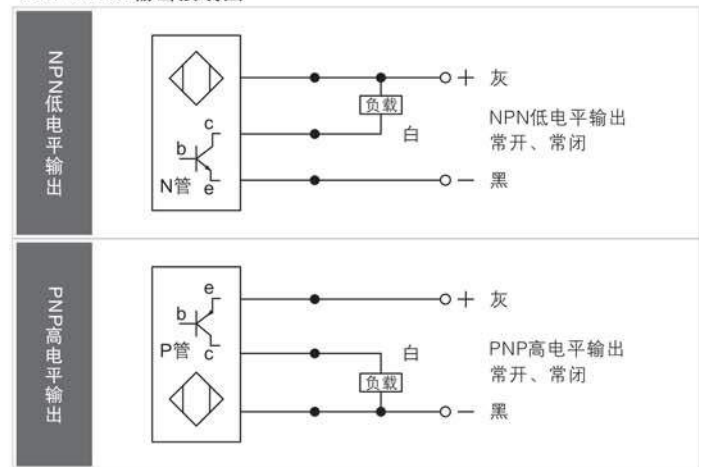 NPN低电平输出
c
b
N管 e
负载
白
+ 灰
NPN低电平输出
常开、常闭
− 黑
PNP高电平输出
e
b
P管 c
负载
白
+ 灰
PNP高电平输出
常开、常闭
− 黑